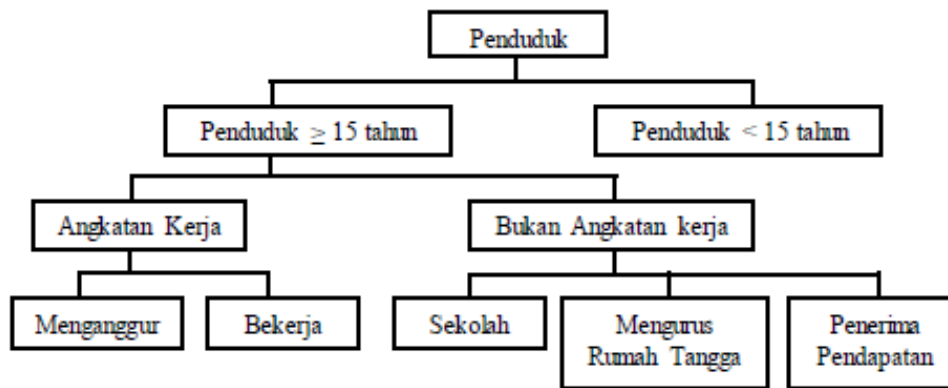 Penduduk
Penduduk ≥ 15 tahun
Penduduk < 15 tahun
Angkatan Kerja
Bukan Angkatan kerja
Menganggur
Bekerja
Sekolah
Mengurus
Rumah Tangga
Penerima
Pendapatan